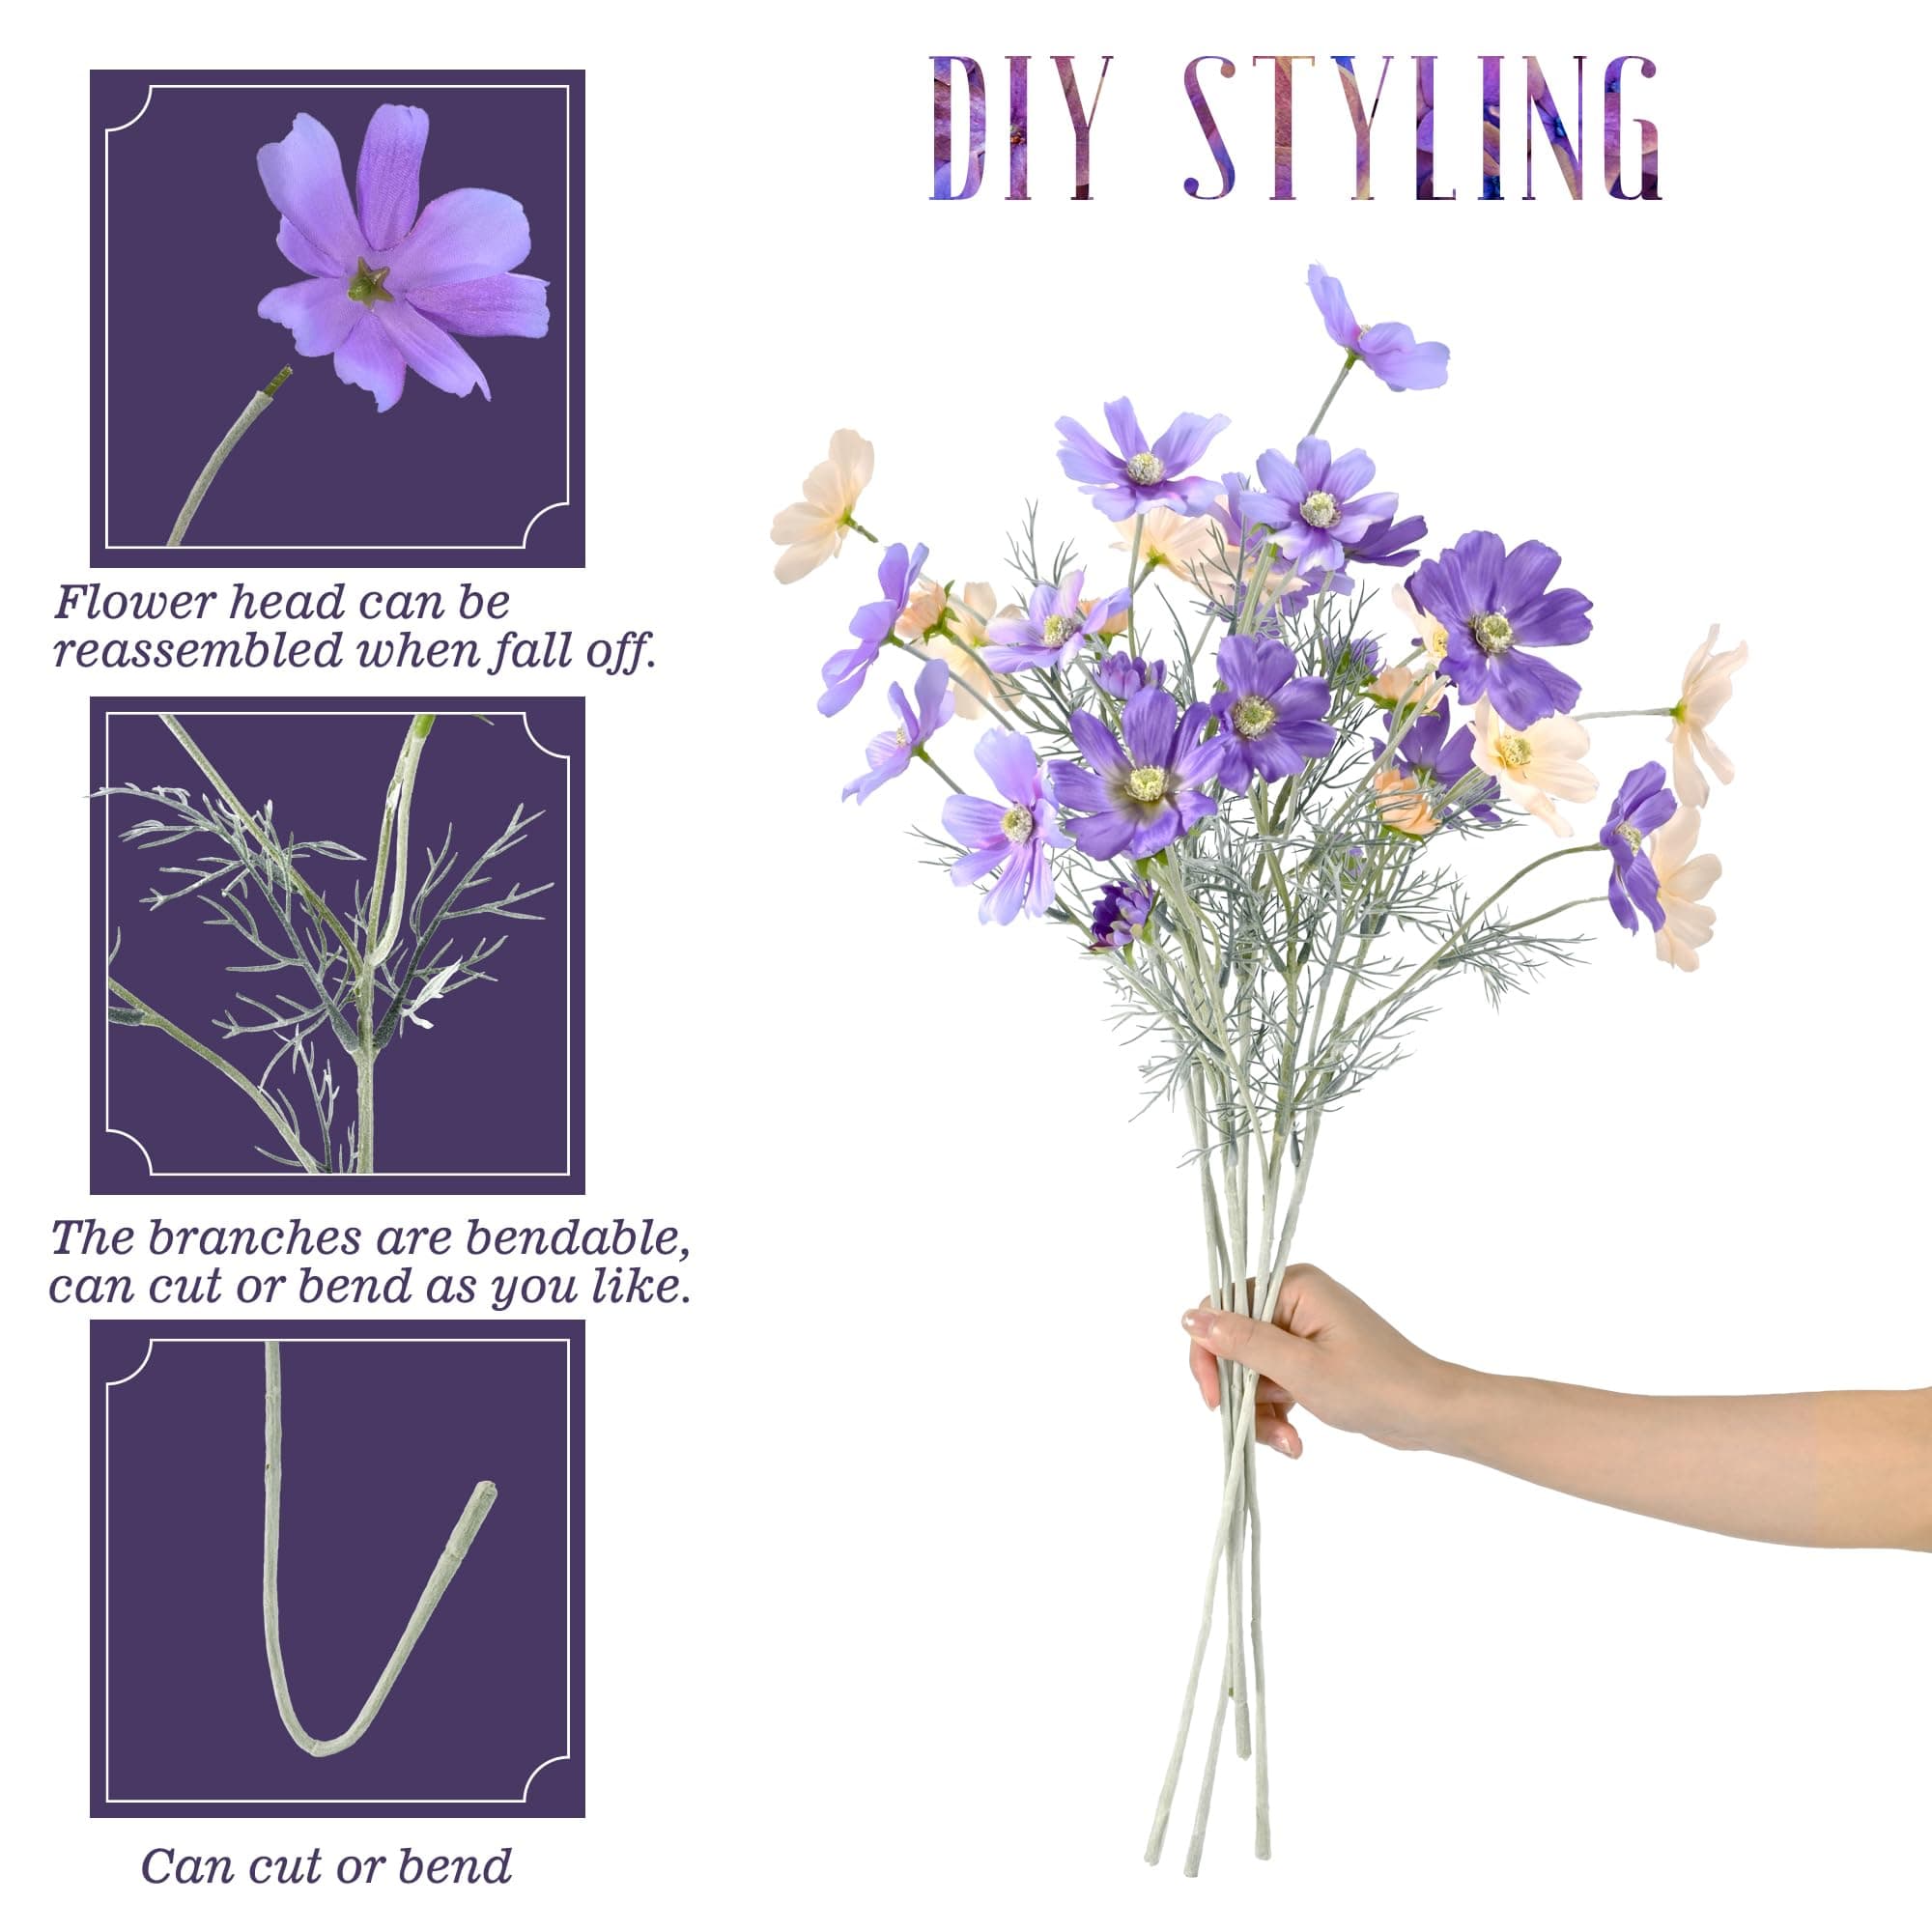 DIY STYLING
Flower head can be
reassembled when fall off.
The branches are bendable,
can cut or bend as you like.
Can cut or bend